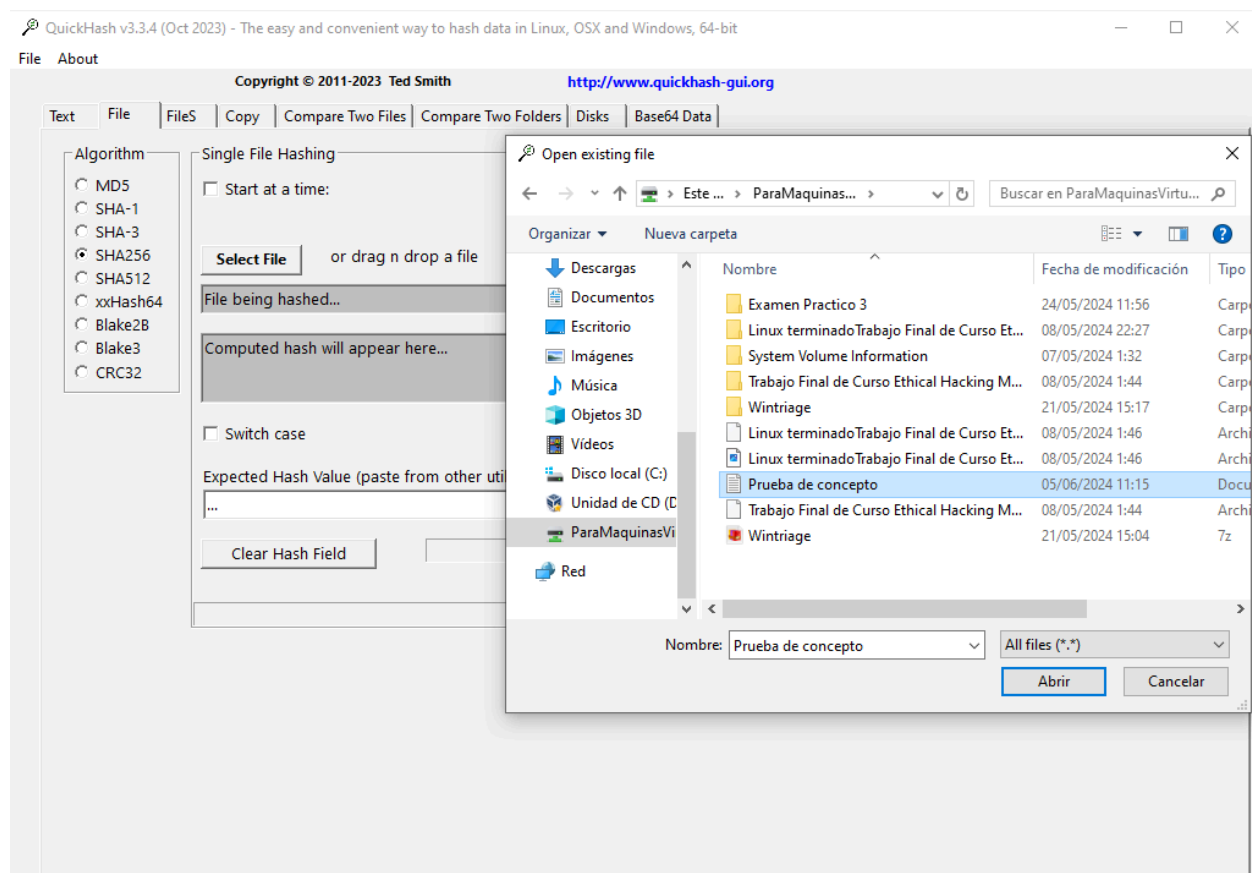 QuickHash v3.3.4 (Oct 2023) - The easy and convenient way to hash data in Linux, OSX and Windows, 64-bit
File About
Copyright © 2011-2023 Ted Smith http://www.quickhash-gui.org
Text File FileS Copy Compare Two Files Compare Two Folders Disks Base64 Data
Algorithm
MD5
SHA-1
SHA-3
SHA256
SHA512
xxHash64
Blake2B
Blake3
CRC32
Single File Hashing
Start at a time:
Select File or drag n drop a file
File being hashed...
Computed hash will appear here...
Switch case
Expected Hash Value (paste from other uti
...
Clear Hash Field
Open existing file
Este ... > ParaMaquinas... > Buscar en ParaMaquinasVirtu...
Organizar Nueva carpeta
Descargas
Documentos
Escritorio
Imágenes
Música
Objetos 3D
Vídeos
Disco local (C:)
Unidad de CD (D
ParaMaquinasVi
Red
Nombre Fecha de modificación Tipo
Examen Practico 3 24/05/2024 11:56 Carp
Linux terminadoTrabajo Final de Curso Et... 08/05/2024 22:27 Carp
System Volume Information 07/05/2024 1:32 Carp
Trabajo Final de Curso Ethical Hacking M... 08/05/2024 1:44 Carp
Wintriage 21/05/2024 15:17 Carp
Linux terminadoTrabajo Final de Curso Et... 08/05/2024 1:46 Archi
Linux terminadoTrabajo Final de Curso Et... 08/05/2024 1:46 Archi
Prueba de concepto 05/06/2024 11:15 Docu
Trabajo Final de Curso Ethical Hacking M... 08/05/2024 1:44 Archi
Wintriage 21/05/2024 15:04 7z
Nombre: Prueba de concepto All files (*.*)
Abrir Cancelar